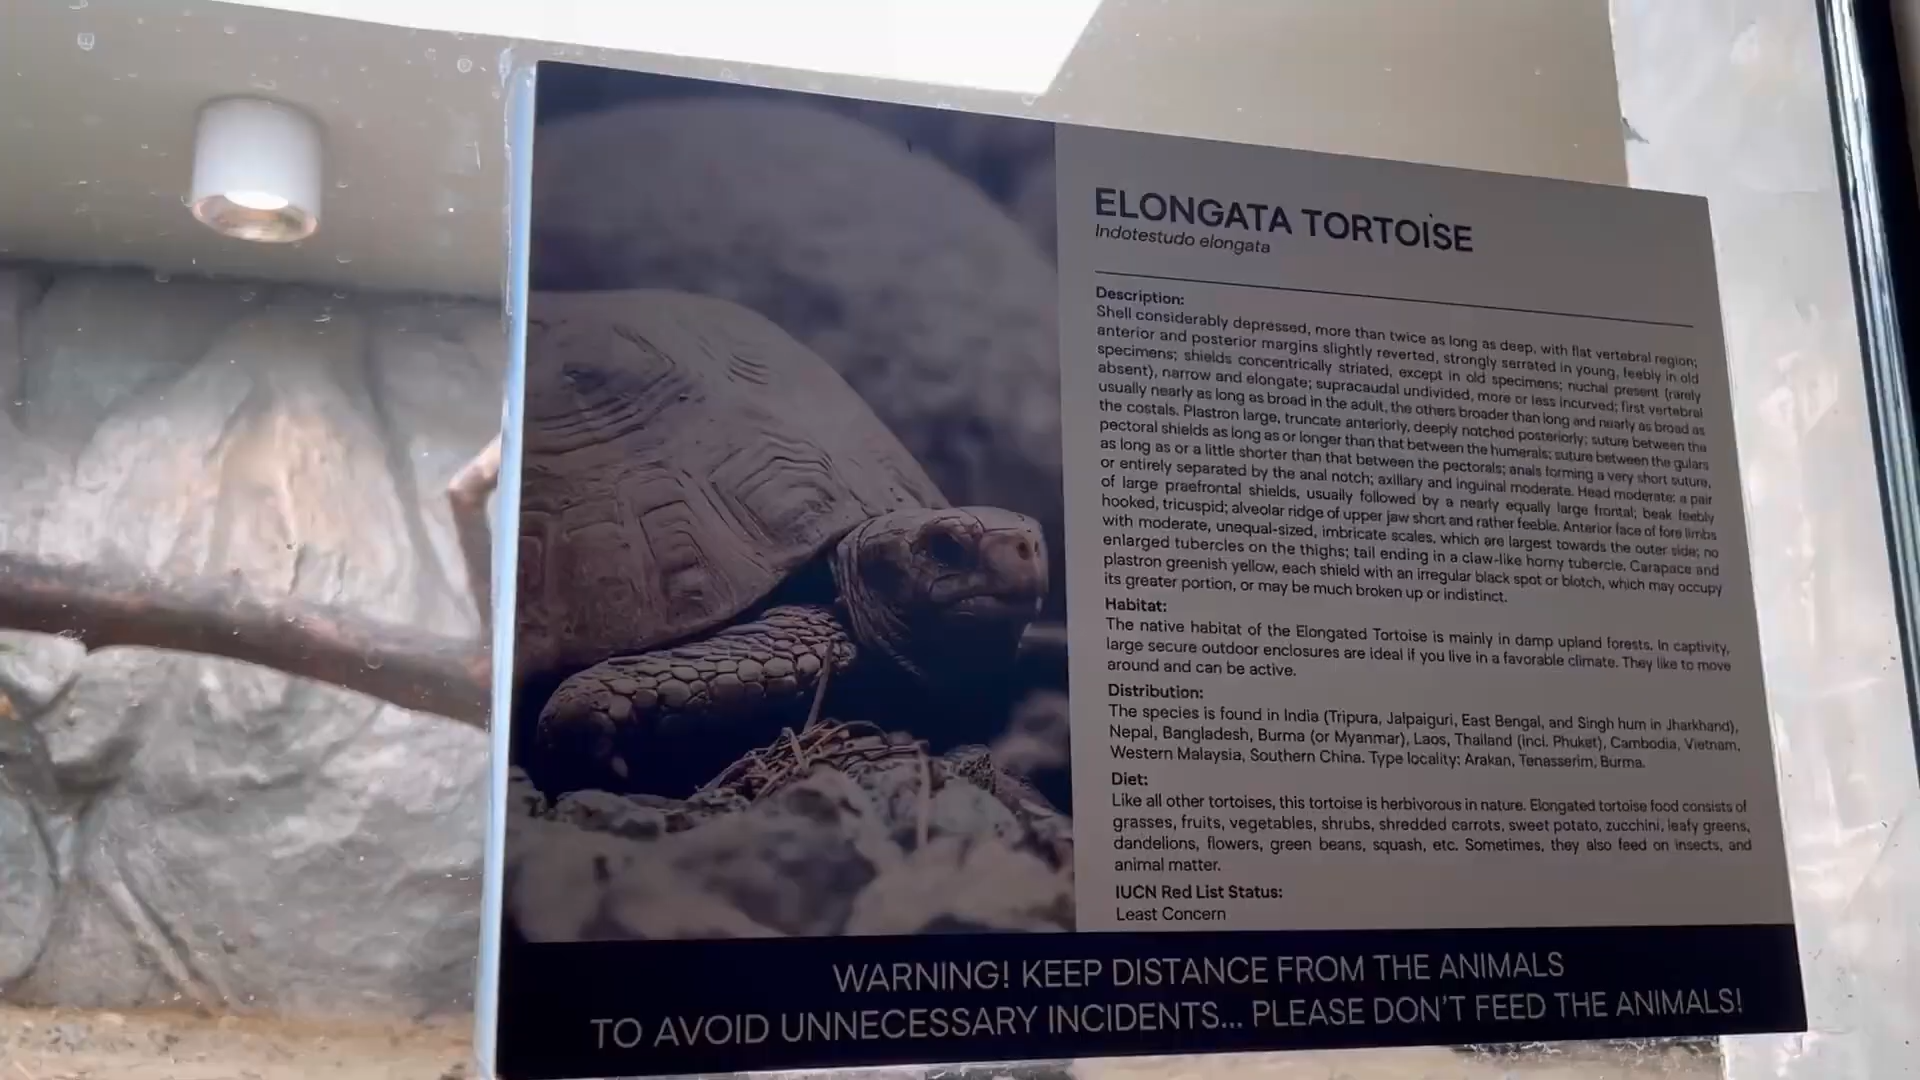 ELONGATA TORTOISE
Indotestudo elongata
Description:
Shell considerably depressed, more than twice as long as deep, with flat vertebral region;
anterior and posterior margins slightly reverted, strongly serrated in young, feebly in old
specimens; shields concentrically striated, except in old specimens; nuchal present (rarely
absent), narrow and elongate; supracaudal undivided, more or less incurved; first vertebral
usually nearly as long as broad in the adult, the others broader than long and nearly as broad as
the costals. Plastron large, truncate anteriorly, deeply notched posteriorly; suture between the
pectoral shields as long as or longer than that between the humerals; suture between the gulars
as long as or a little shorter than that between the pectorals; anals forming a very short suture,
or entirely separated by the anal notch; axillary and inguinal moderate. Head moderate: a pair
of large praefrontal shields, usually followed by a nearly equally large frontal; beak feebly
hooked, tricuspid; alveolar ridge of upper jaw short and rather feeble. Anterior face of fore limbs
with moderate, unequal-sized, imbricate scales, which are largest towards the outer side; no
enlarged tubercles on the thighs; tail ending in a claw-like horny tubercle. Carapace and
plastron greenish yellow, each shield with an irregular black spot or blotch, which may occupy
its greater portion, or may be much broken up or indistinct.
Habitat:
The native habitat of the Elongated Tortoise is mainly in damp upland forests. In captivity,
large secure outdoor enclosures are ideal if you live in a favorable climate. They like to move
around and can be active.
Distribution:
The species is found in India (Tripura, Jalpaiguri, East Bengal, and Singh hum in Jharkhand),
Nepal, Bangladesh, Burma (or Myanmar), Laos, Thailand (incl. Phuket), Cambodia, Vietnam,
Western Malaysia, Southern China. Type locality: Arakan, Tenasserim, Burma.
Diet:
Like all other tortoises, this tortoise is herbivorous in nature. Elongated tortoise food consists of
grasses, fruits, vegetables, shrubs, shredded carrots, sweet potato, zucchini, leafy greens,
dandelions, flowers, green beans, squash, etc. Sometimes, they also feed on insects, and
animal matter.
IUCN Red List Status:
Least Concern
WARNING! KEEP DISTANCE FROM THE ANIMALS
TO AVOID UNNECESSARY INCIDENTS... PLEASE DON'T FEED THE ANIMALS!